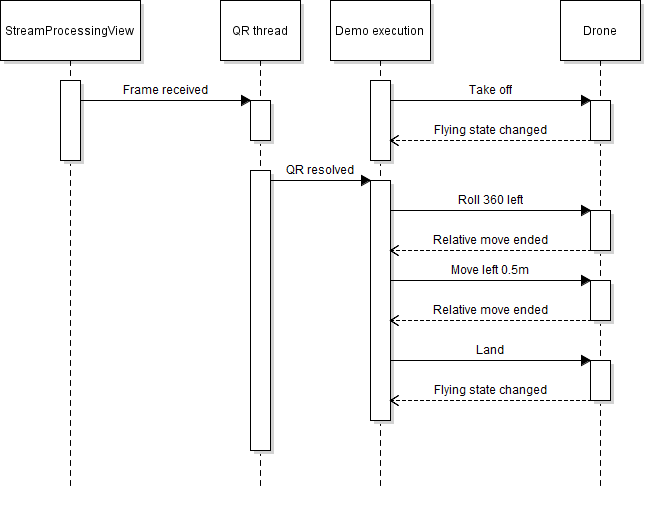 StreamProcessingView
QR thread
Demo execution
Drone
Frame received
Take off
Flying state changed
QR resolved
Roll 360 left
Relative move ended
Move left 0.5m
Relative move ended
Land
Flying state changed